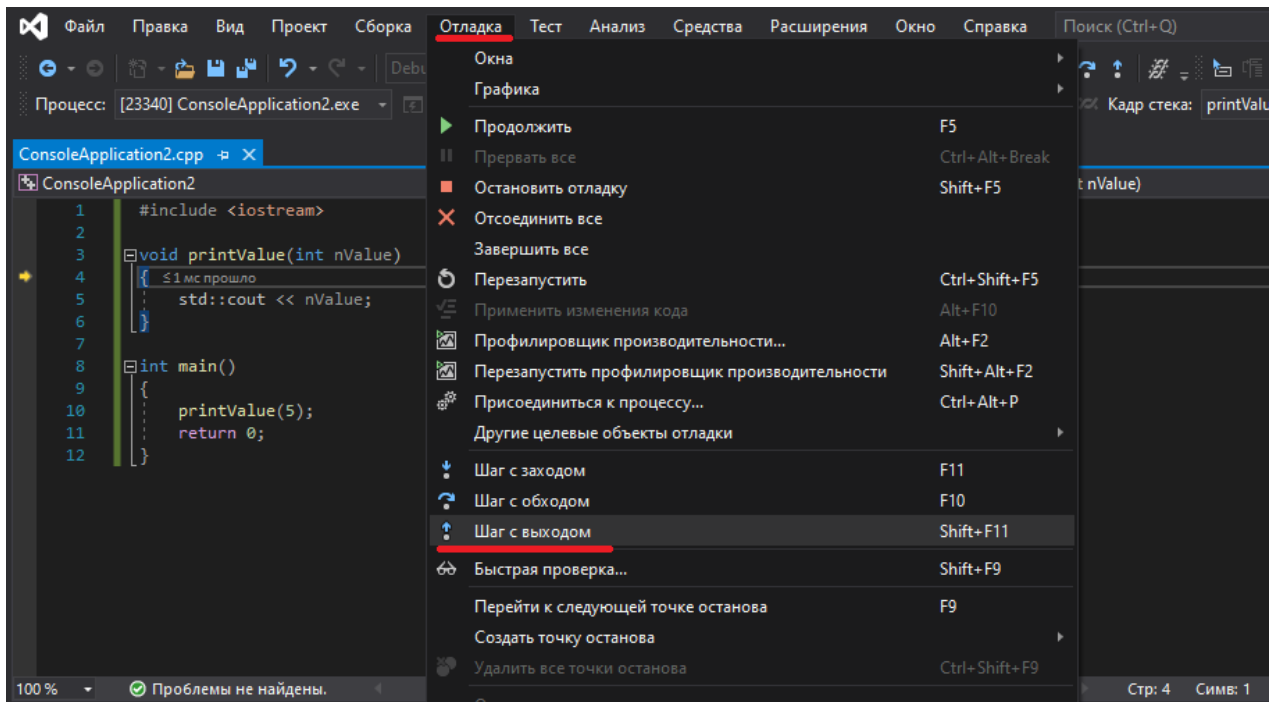 Файл Правка Вид Проект Сборка Отладка Тест Анализ Средства Расширения Окно Справка Поиск (Ctrl+Q)
Процесс: [23340] ConsoleApplication2.exe
Кадр стека: printValu
ConsoleApplication2.cpp
ConsoleApplication2
t nValue)
1 #include <iostream>
2
3 void printValue(int nValue)
4 { ≤1 мс прошло
5 std::cout << nValue;
6 }
7
8 int main()
9 {
10 printValue(5);
11 return 0;
12 }
Окна
Графика
Продолжить F5
Прервать все Ctrl+Alt+Break
Остановить отладку Shift+F5
Отсоединить все
Завершить все
Перезапустить Ctrl+Shift+F5
Применить изменения кода Alt+F10
Профилировщик производительности... Alt+F2
Перезапустить профилировщик производительности Shift+Alt+F2
Присоединиться к процессу... Ctrl+Alt+P
Другие целевые объекты отладки
Шаг с заходом F11
Шаг с обходом F10
Шаг с выходом Shift+F11
Быстрая проверка... Shift+F9
Перейти к следующей точке останова F9
Создать точку останова
Удалить все точки останова Ctrl+Shift+F9
100 % Проблемы не найдены. Стр: 4 Симв: 1